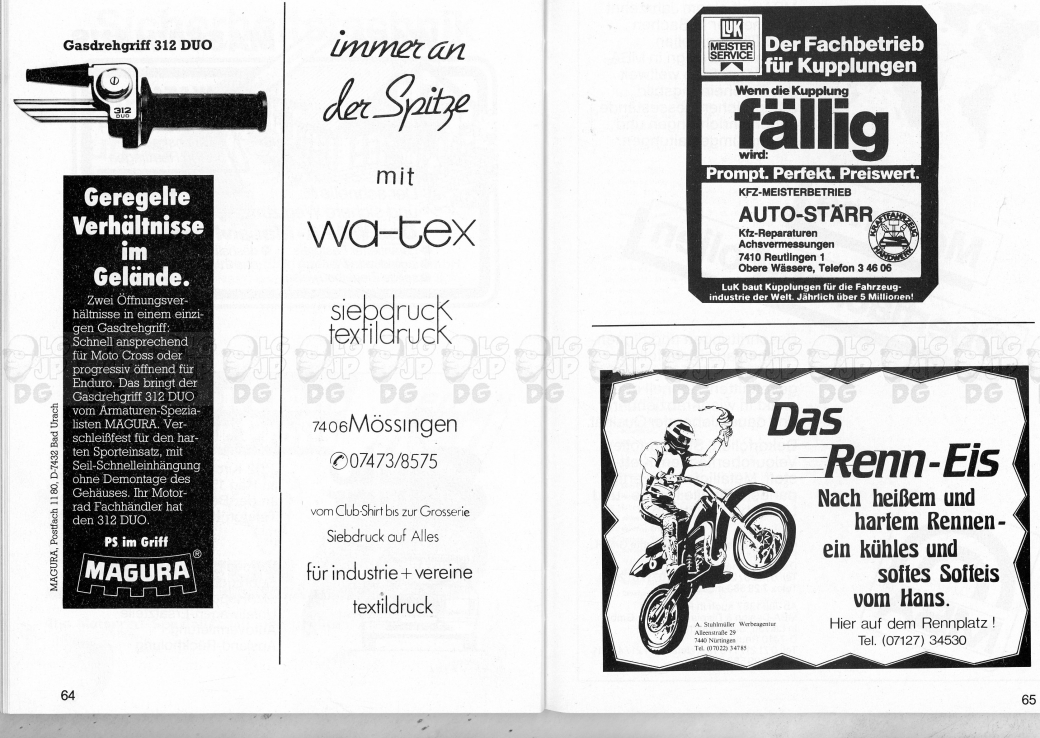 Gasdrehgriff 312 DUO
312
DUO
Geregelte
Verhältnisse
im
Gelände.
Zwei Öffnungsver-
hältnisse in einem einzi-
gen Gasdrehgriff:
Schnell ansprechend
für Moto Cross oder
progressiv öffnend für
Enduro. Das bringt der
Gasdrehgriff 312 DUO
vom Armaturen-Spezia-
listen MAGURA. Ver-
schleißfest für den har-
ten Sporteinsatz, mit
Seil-Schnelleinhängung
ohne Demontage des
Gehäuses. Ihr Motor-
rad Fachhändler hat
den 312 DUO.
PS im Griff
MAGURA®
MAGURA, Postfach 1180, D-7432 Bad Urach
64
immer an
der Spitze
mit
wa-tex
siebdruck
textildruck
7406 Mössingen
✆ 07473/8575
vom Club-Shirt bis zur Grosserie
Siebdruck auf Alles
für industrie + vereine
textildruck
LuK
MEISTER
SERVICE
Der Fachbetrieb
für Kupplungen
Wenn die Kupplung
fällig
wird:
Prompt. Perfekt. Preiswert.
KFZ-MEISTERBETRIEB
AUTO-STÄRR
Kfz-Reparaturen
Achsvermessungen
7410 Reutlingen 1
Obere Wässere, Telefon 3 46 06
KRAFTFAHRZEUG
HANDWERK
LuK baut Kupplungen für die Fahrzeug-
industrie der Welt. Jährlich über 5 Millionen!
Das
Renn-Eis
Nach heißem und
hartem Rennen-
ein kühles und
softes Softeis
vom Hans.
Hier auf dem Rennplatz !
Tel. (07127) 34530
A. Stuhlmüller Werbeagentur
Alleenstraße 29
7440 Nürtingen
Tel. (07022) 34785
65
LG JP DG